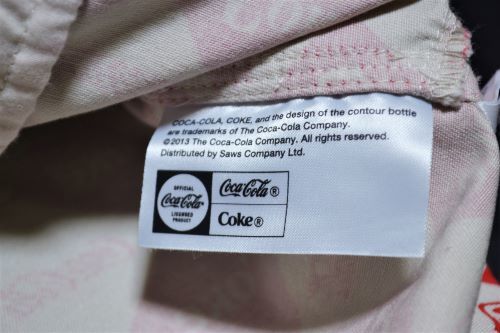 COCA-COLA, COKE, and the design of the contour bottle
are trademarks of The Coca-Cola Company.
©2013 The Coca-Cola Company. All rights reserved.
Distributed by Saws Company Ltd.
OFFICIAL
Coca-Cola
LICENSED
PRODUCT
Coca-Cola®
Coke®